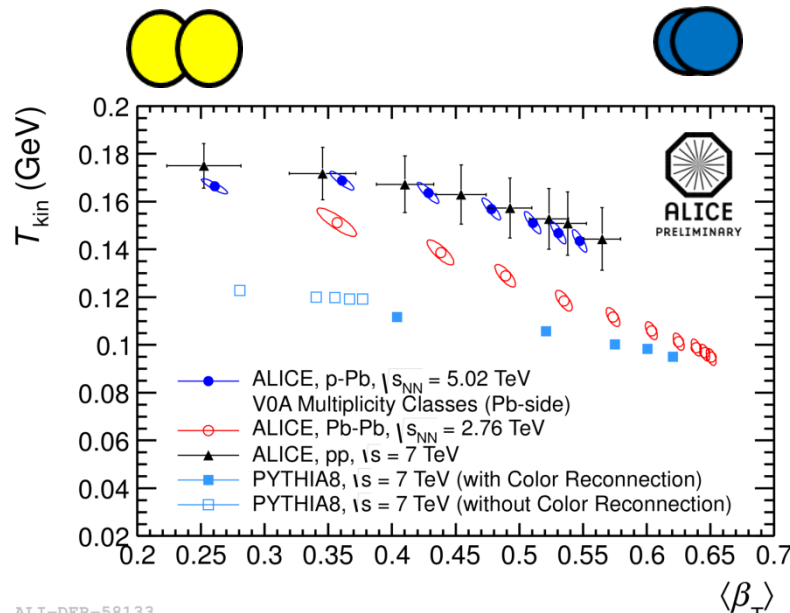 0.2
0.18
0.16
0.14
0.12
0.1
0.08
0.06
0.04
0.02
T_kin (GeV)
ALICE
PRELIMINARY
ALICE, p-Pb, √s_NN = 5.02 TeV
V0A Multiplicity Classes (Pb-side)
ALICE, Pb-Pb, √s_NN = 2.76 TeV
ALICE, pp, √s = 7 TeV
PYTHIA8, √s = 7 TeV (with Color Reconnection)
PYTHIA8, √s = 7 TeV (without Color Reconnection)
0.2 0.25 0.3 0.35 0.4 0.45 0.5 0.55 0.6 0.65 0.7
⟨β_T⟩
ALI-DER-58133